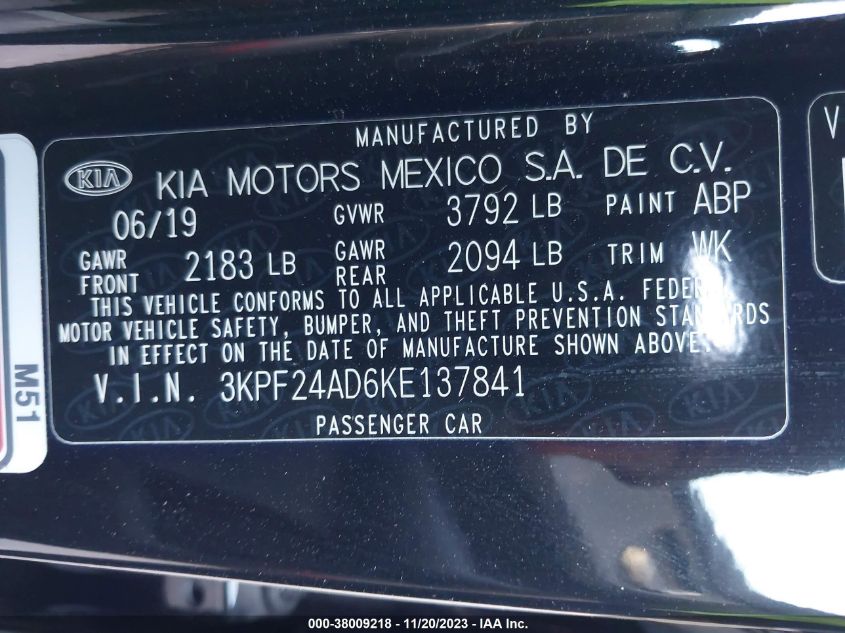 MANUFACTURED BY
KIA KIA MOTORS MEXICO S.A. DE C.V.
06/19 GVWR 3792 LB PAINT ABP
GAWR FRONT 2183 LB GAWR REAR 2094 LB TRIM WK
THIS VEHICLE CONFORMS TO ALL APPLICABLE U.S.A.
MOTOR VEHICLE SAFETY, BUMPER, AND THEFT PREVENTION
IN EFFECT ON THE DATE OF MANUFACTURE SHOWN ABOVE.
V.I.N. 3KPF24AD6KE137841
PASSENGER CAR
M51
V
000-38009218 - 11/20/2023 - IAA Inc.